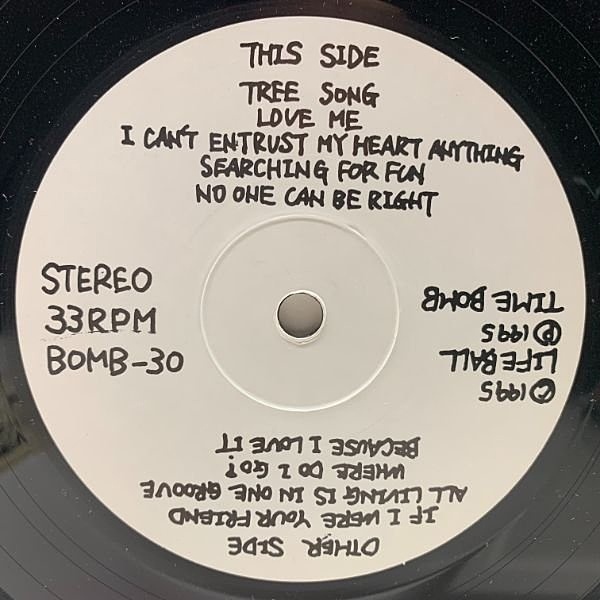 THIS SIDE
TREE SONG
LOVE ME
I CAN'T ENTRUST MY HEART ANYTHING
SEARCHING FOR FUN
NO ONE CAN BE RIGHT
STEREO
33RPM
BOMB-30
©1995
LIFEBALL
℗1995
TIME BOMB
OTHER SIDE
IF I WERE YOUR FRIEND
ALL LIVING IS IN ONE GROOVE
WHERE DO I GO?
BECAUSE I LOVE IT